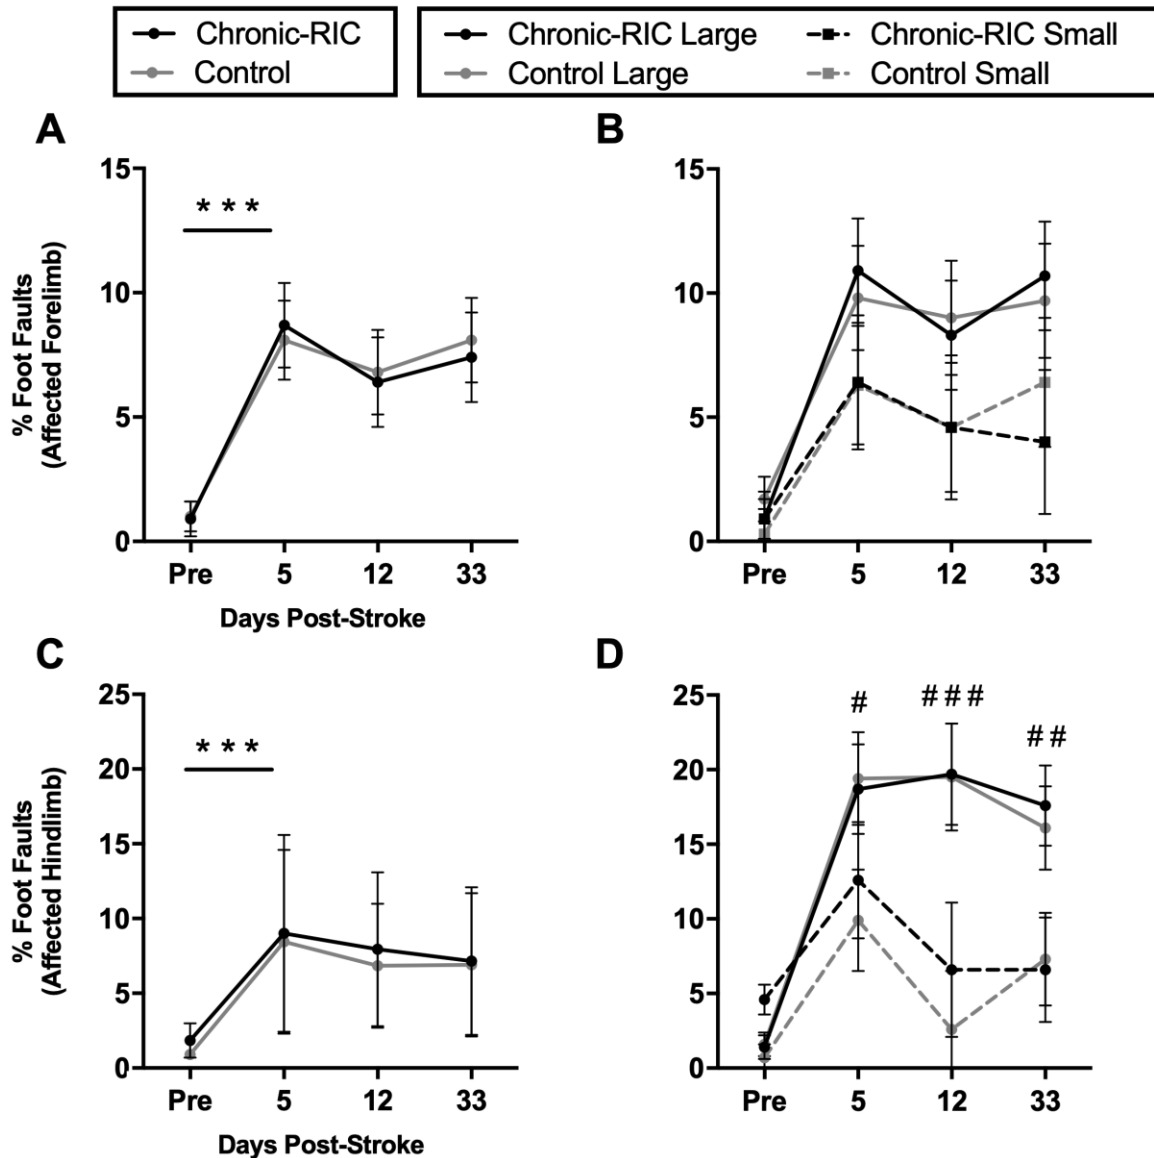 Chronic-RIC
Control
Chronic-RIC Large
Chronic-RIC Small
Control Large
Control Small
A
% Foot Faults
(Affected Forelimb)
15
10
5
0
* * *
Pre 5 12 33
Days Post-Stroke
B
15
10
5
0
Pre 5 12 33
C
% Foot Faults
(Affected Hindlimb)
25
20
15
10
5
0
* * *
Pre 5 12 33
Days Post-Stroke
D
25
20
15
10
5
0
#
# # #
# #
Pre 5 12 33